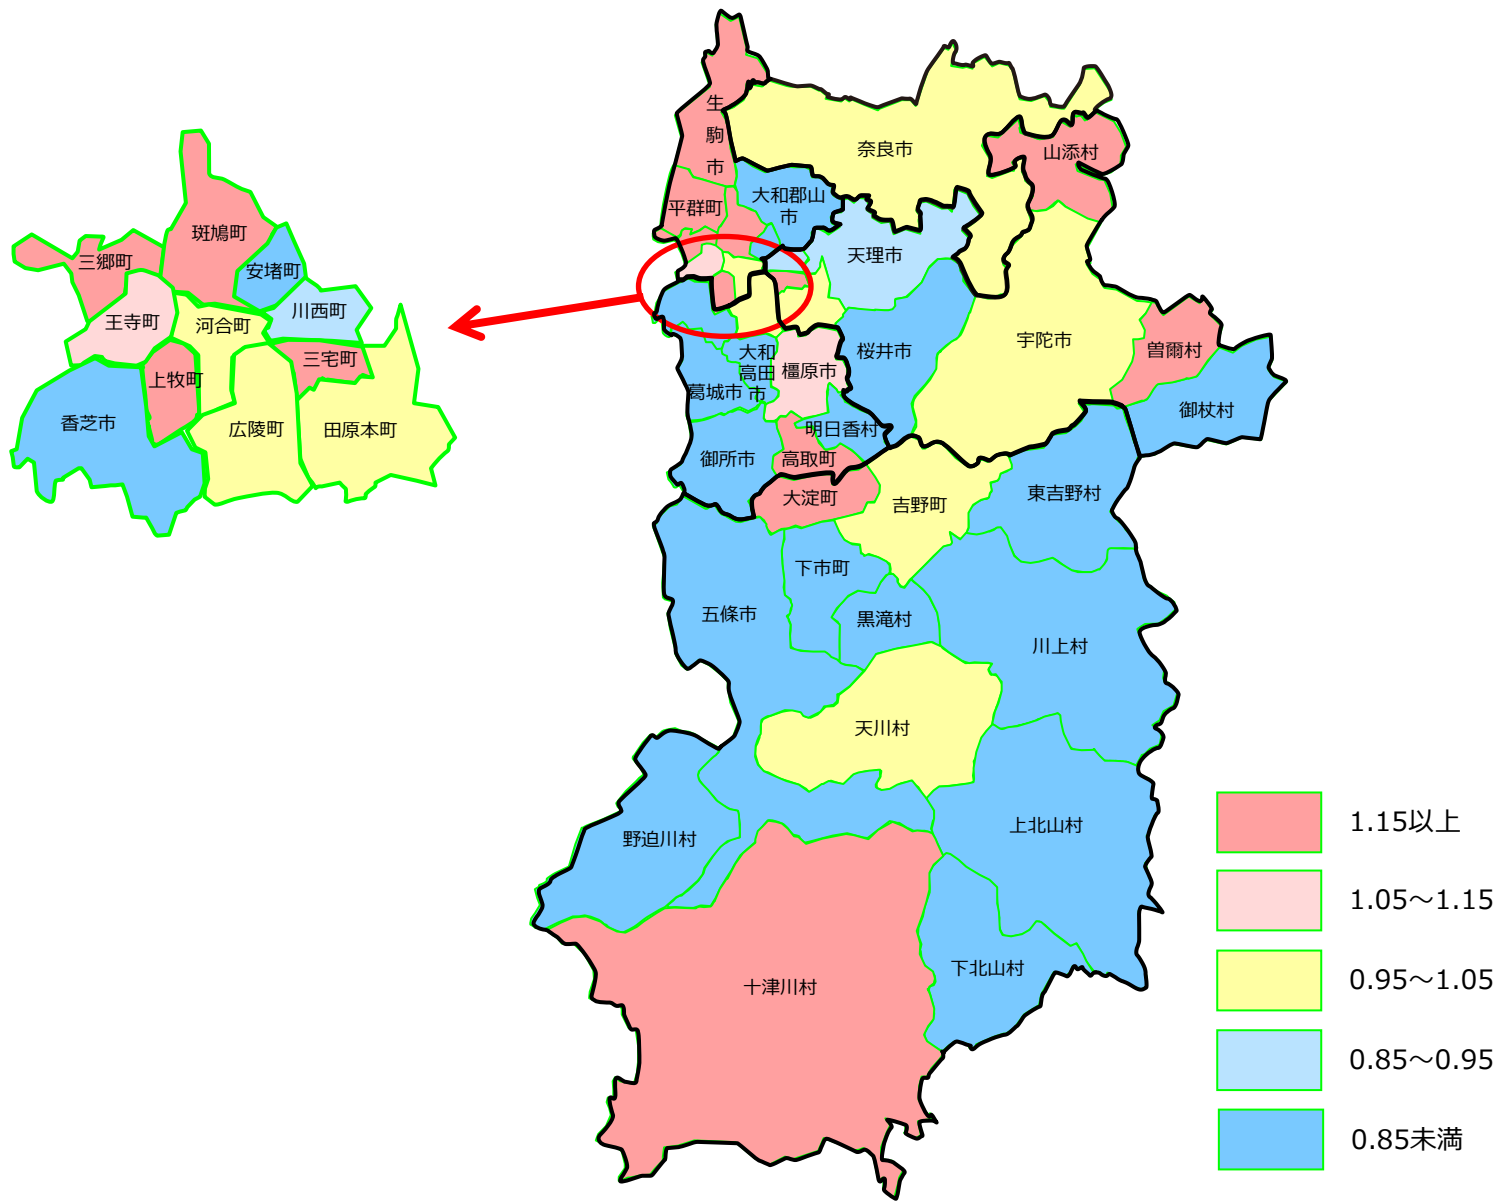 生駒市
奈良市
山添村
大和郡山市
平群町
天理市
斑鳩町
三郷町
安堵町
川西町
王寺町
河合町
三宅町
上牧町
香芝市
広陵町
田原本町
宇陀市
曽爾村
御杖村
桜井市
大和高田市
橿原市
葛城市
明日香村
御所市
高取町
大淀町
吉野町
東吉野村
下市町
五條市
黒滝村
川上村
天川村
野迫川村
上北山村
下北山村
十津川村
1.15以上
1.05～1.15
0.95～1.05
0.85～0.95
0.85未満